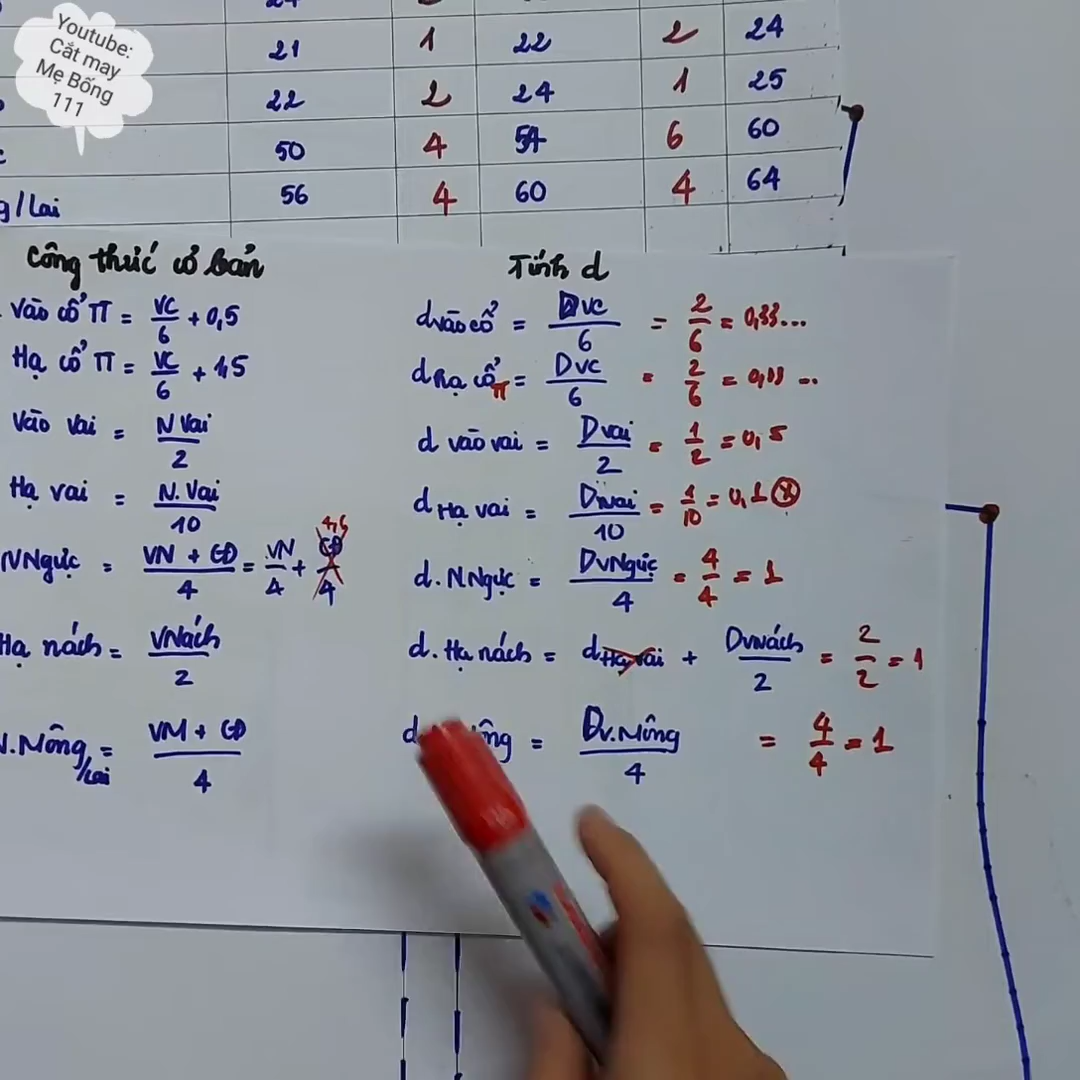 Youtube:
Cắt may
Mẹ Bống
111
21 1 22 2 24
22 2 24 1 25
50 4 54 6 60
g/Lai 56 4 60 4 64
Công thức cơ bản
Tính d
Vào cổ TT = VC/6 + 0,5
d vào cổ = Dvc/6 = 2/6 = 0,33...
Hạ cổ TT = VC/6 + 1,5
d Hạ cổ TT = Dvc/6 = 2/6 = 0,33 ...
Vào vai = N Vai/2
d vào vai = Dvai/2 = 1/2 = 0,5
Hạ vai = N.Vai/10
d Hạ vai = 10 = 1/10 = 0,1 x
NNgực = VN + CĐ/4 = VN/4 + CĐ/4
d.NNgực = DvNgực/4 = 4/4 = 1
Hạ nách = VNách/2
d.Hạ nách = dHạ vai + DvNách/2 = 2/2 = 1
N.Mông/Lai = VM + CĐ/4
d ông = Dv.Mông/4 = 4/4 = 1